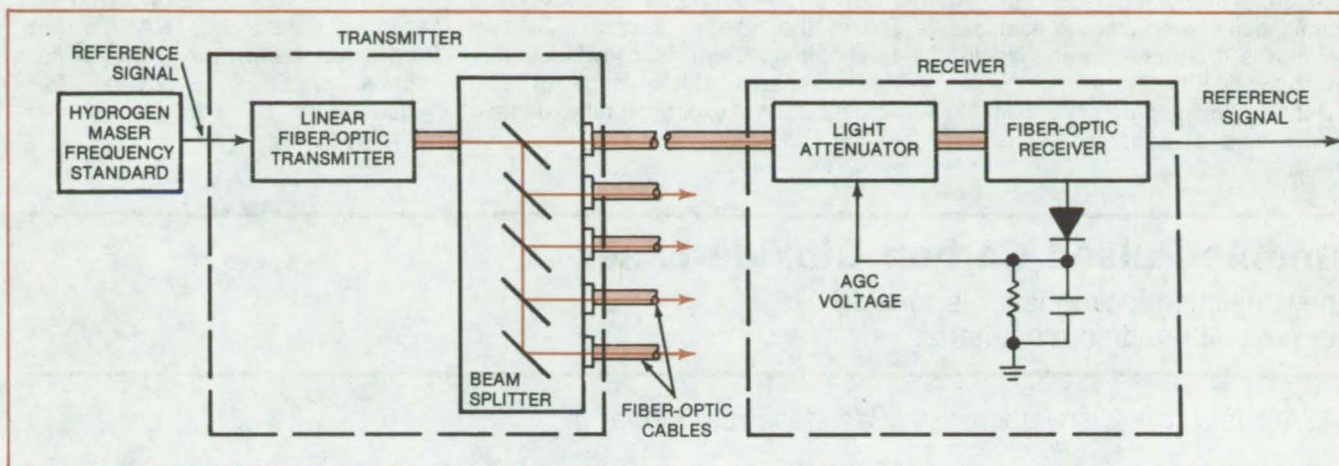 TRANSMITTER
REFERENCE
SIGNAL
HYDROGEN
MASER
FREQUENCY
STANDARD
LINEAR
FIBER-OPTIC
TRANSMITTER
BEAM
SPLITTER
FIBER-OPTIC
CABLES
RECEIVER
LIGHT
ATTENUATOR
AGC
VOLTAGE
FIBER-OPTIC
RECEIVER
REFERENCE
SIGNAL